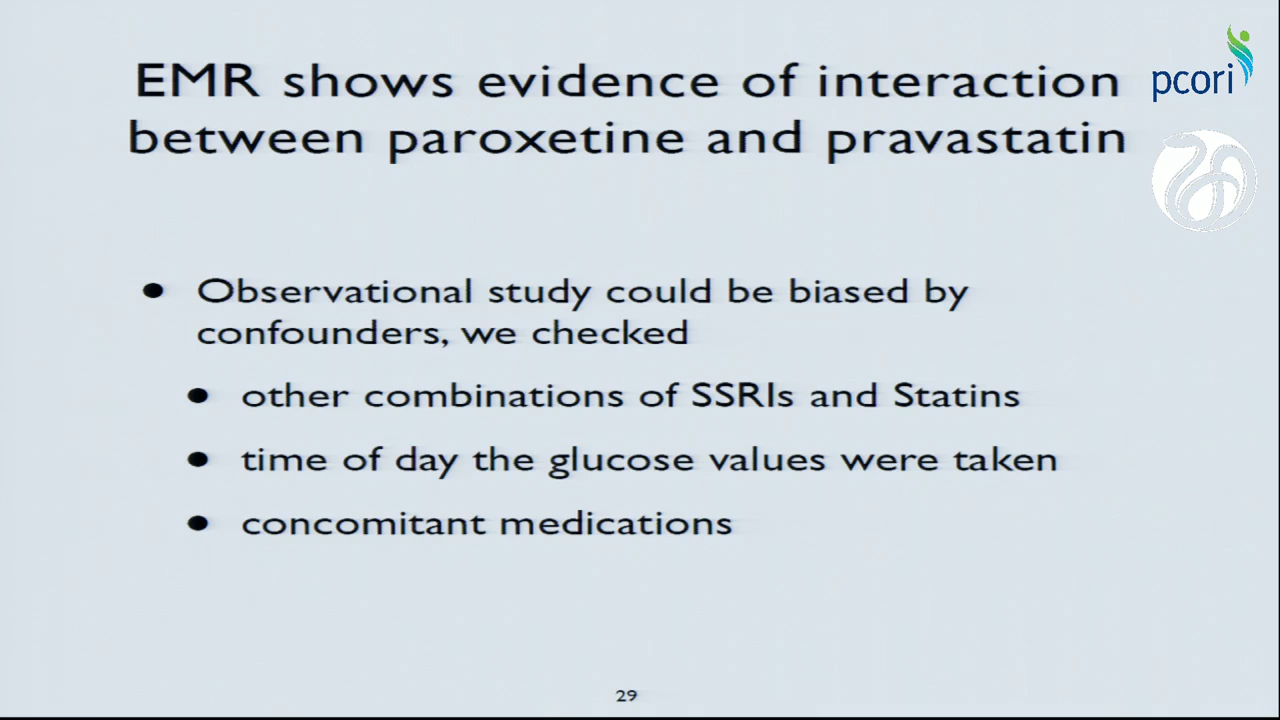 EMR shows evidence of interaction
between paroxetine and pravastatin
pcori
● Observational study could be biased by
confounders, we checked
● other combinations of SSRIs and Statins
● time of day the glucose values were taken
● concomitant medications
29